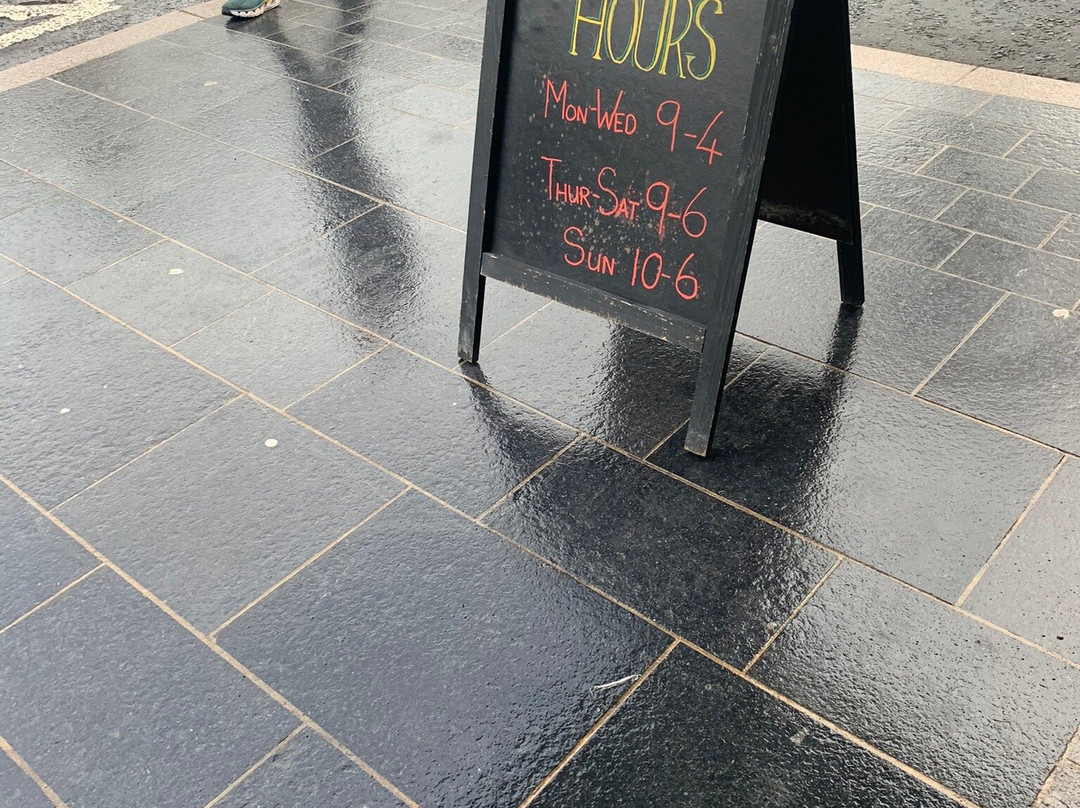 HOURS
MON-WED 9-4
THUR-SAT 9-6
SUN 10-6